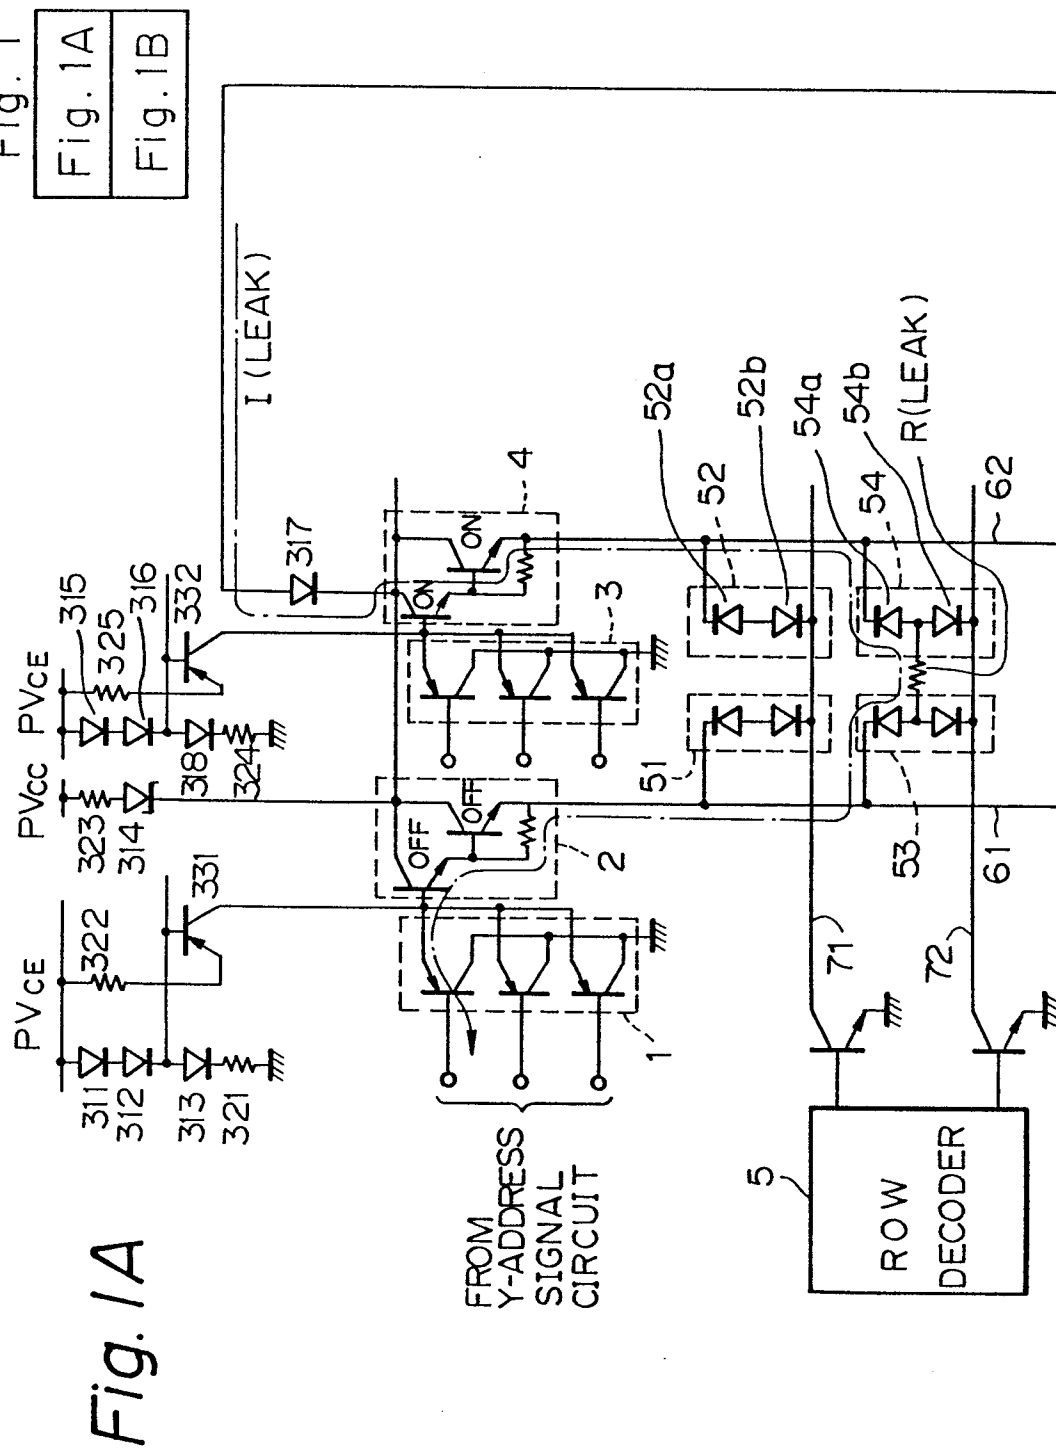 Fig. 1
Fig. 1A
Fig. 1B
Fig. 1A
PVCE
PVCC
PVCE
311
312
313
321
322
331
323
314
315
325
316
332
318
324
317
I (LEAK)
FROM
Y-ADDRESS
SIGNAL
CIRCUIT
1
OFF
OFF
2
3
ON
ON
4
5
ROW
DECODER
71
72
51
53
61
52a
52
52b
54a
54b
54
R(LEAK)
62